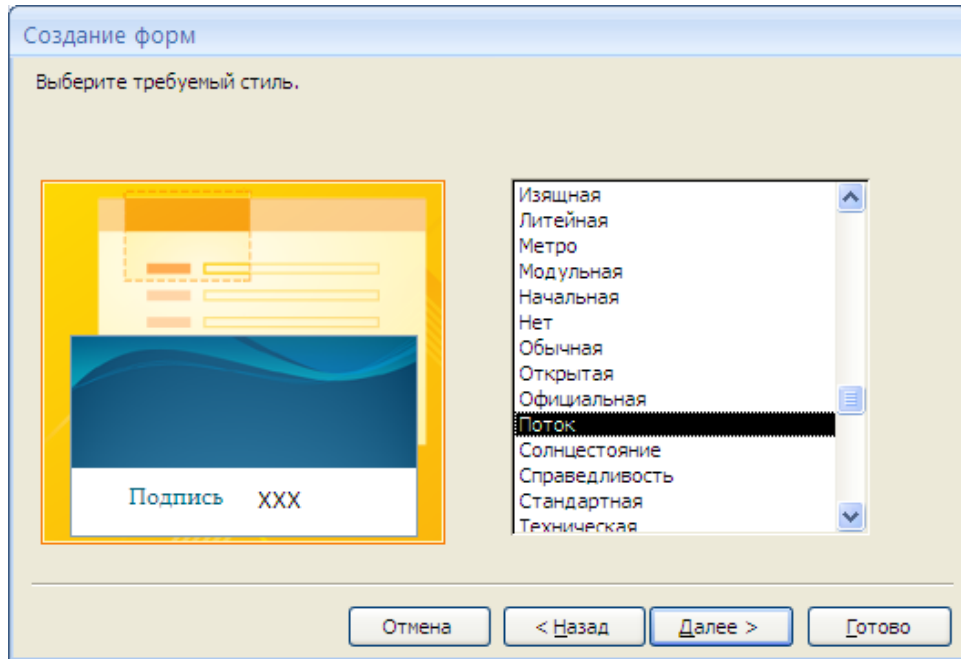 Создание форм
Выберите требуемый стиль.
Изящная
Литейная
Метро
Модульная
Начальная
Нет
Обычная
Открытая
Официальная
Поток
Солнцестояние
Справедливость
Стандартная
Техническая
Подпись XXX
Отмена < Назад Далее > Готово